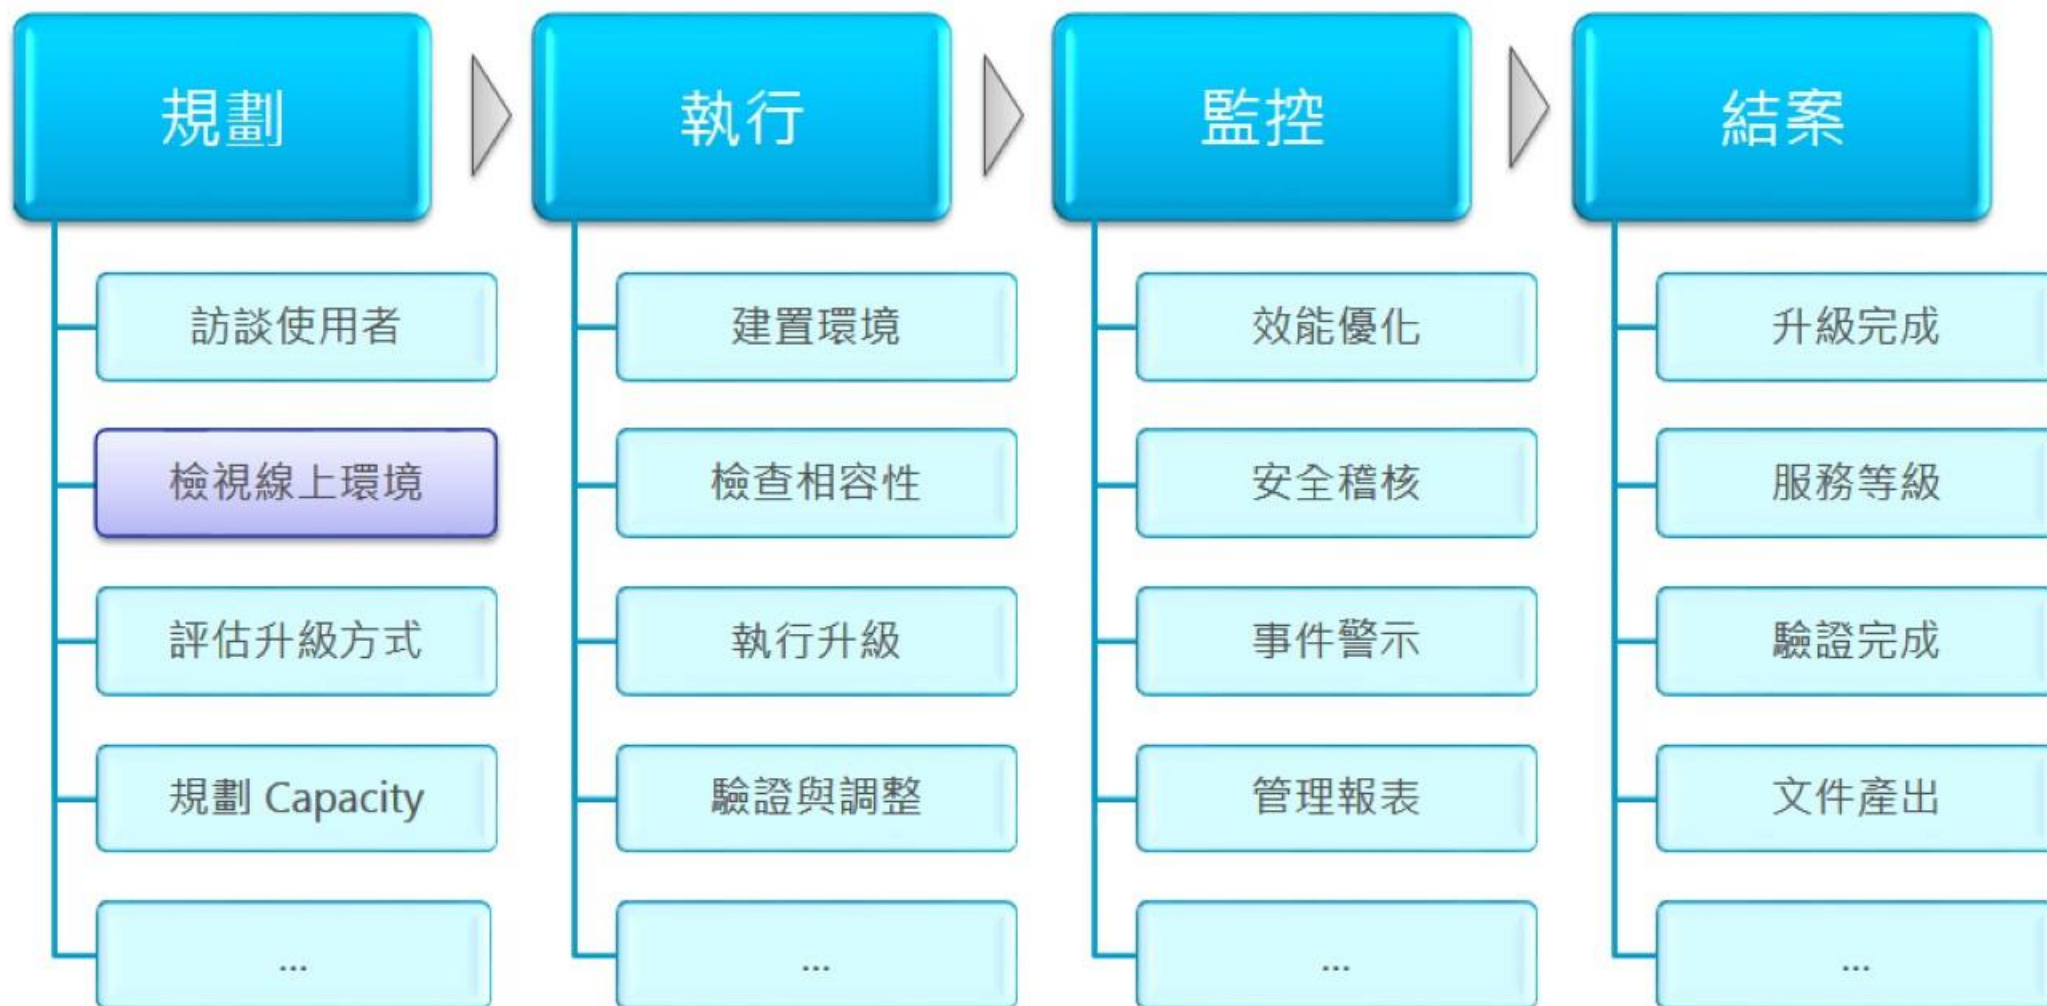 規劃
訪談使用者
檢視線上環境
評估升級方式
規劃 Capacity
...
執行
建置環境
檢查相容性
執行升級
驗證與調整
...
監控
效能優化
安全稽核
事件警示
管理報表
...
結案
升級完成
服務等級
驗證完成
文件產出
...